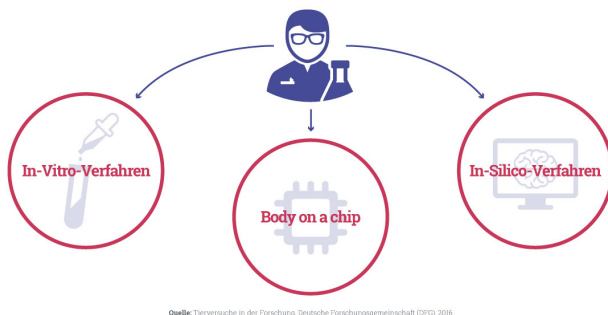 In-Vitro-Verfahren
Body on a chip
In-Silico-Verfahren
Quelle: Tierversuche in der Forschung, Deutsche Forschungsgemeinschaft (DFG), 2016